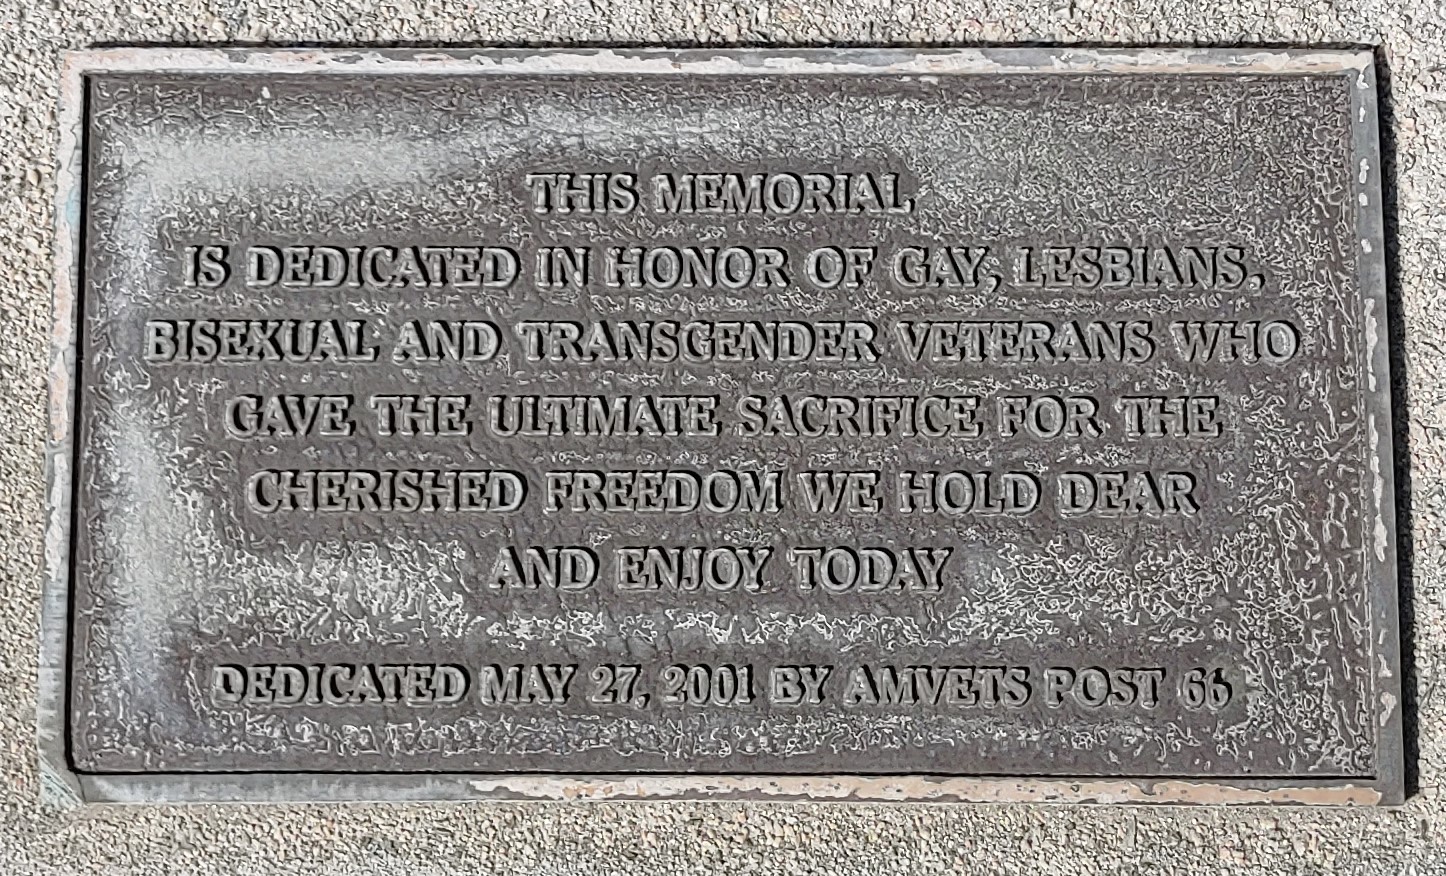 THIS MEMORIAL
IS DEDICATED IN HONOR OF GAY, LESBIANS,
BISEXUAL AND TRANSGENDER VETERANS WHO
GAVE THE ULTIMATE SACRIFICE FOR THE
CHERISHED FREEDOM WE HOLD DEAR
AND ENJOY TODAY
DEDICATED MAY 27, 2001 BY AMVETS POST 66